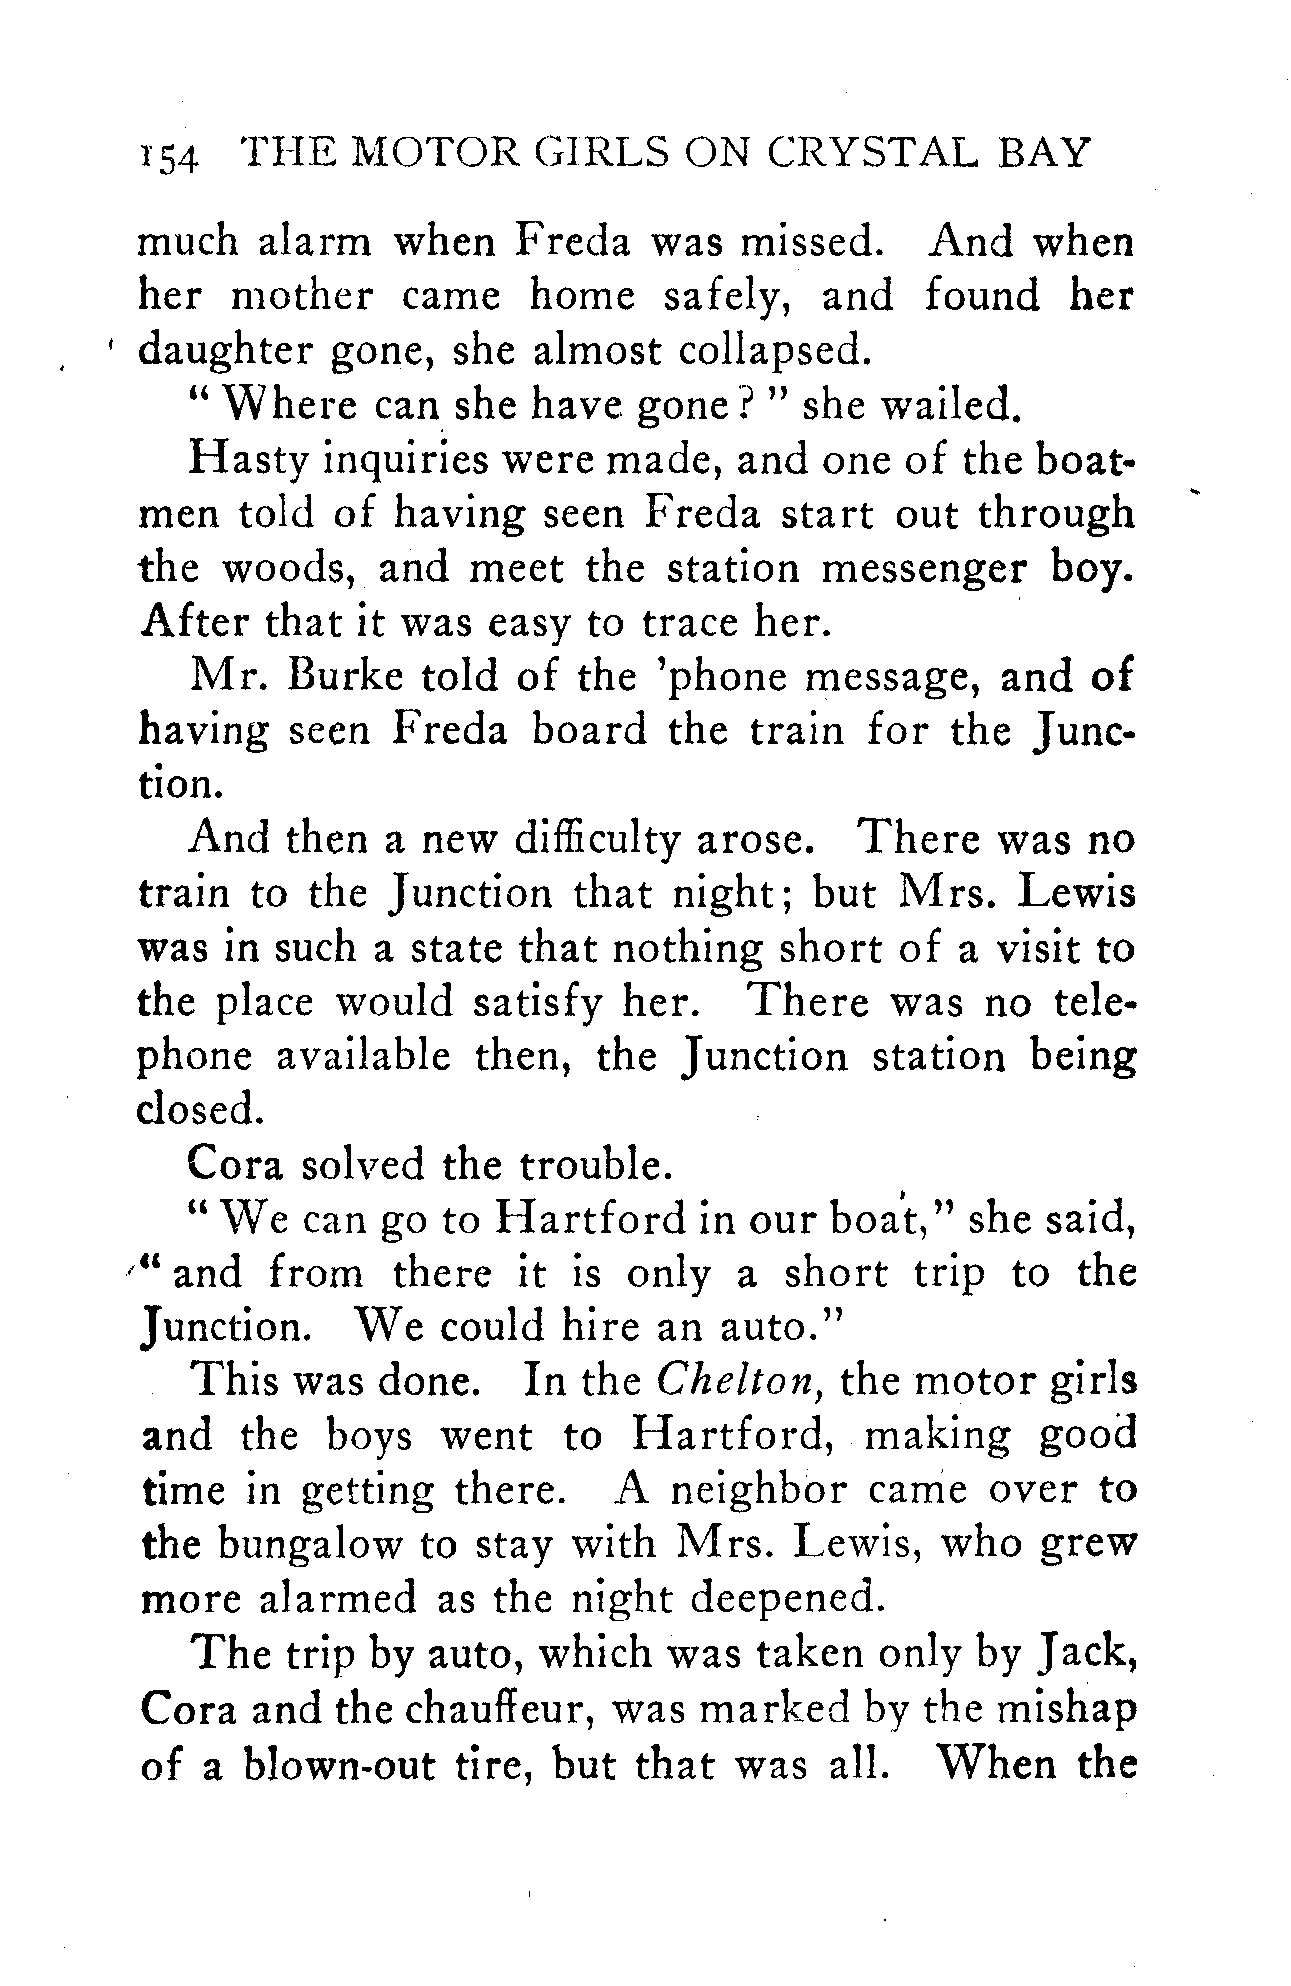 154 THE MOTOR GIRLS ON CRYSTAL BAY
much alarm when Freda was missed. And when
her mother came home safely, and found her
daughter gone, she almost collapsed.
“ Where can she have gone ? ” she wailed.
Hasty inquiries were made, and one of the boat-
men told of having seen Freda start out through
the woods, and meet the station messenger boy.
After that it was easy to trace her.
Mr. Burke told of the ’phone message, and of
having seen Freda board the train for the Junc-
tion.
And then a new difficulty arose. There was no
train to the Junction that night; but Mrs. Lewis
was in such a state that nothing short of a visit to
the place would satisfy her. There was no tele-
phone available then, the Junction station being
closed.
Cora solved the trouble.
“ We can go to Hartford in our boat,” she said,
“ and from there it is only a short trip to the
Junction. We could hire an auto.”
This was done. In the Chelton, the motor girls
and the boys went to Hartford, making good
time in getting there. A neighbor came over to
the bungalow to stay with Mrs. Lewis, who grew
more alarmed as the night deepened.
The trip by auto, which was taken only by Jack,
Cora and the chauffeur, was marked by the mishap
of a blown-out tire, but that was all. When the